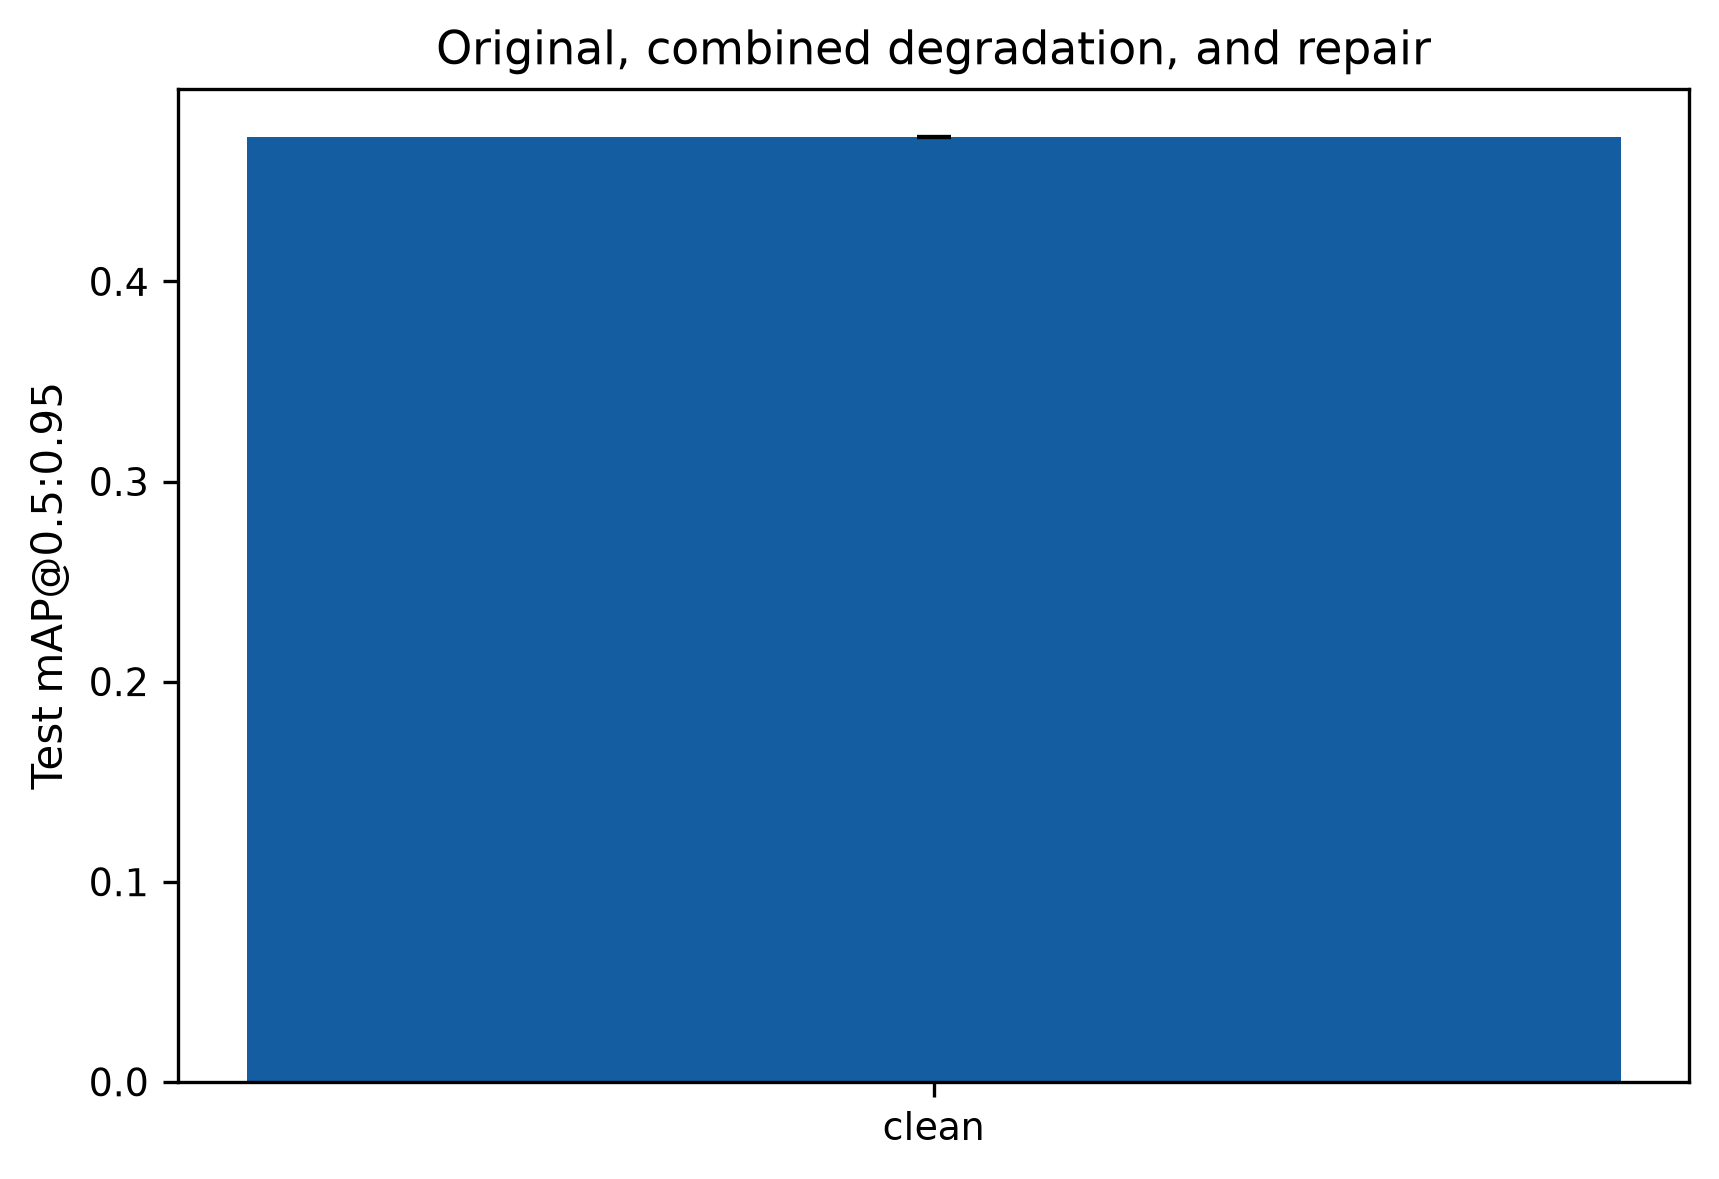 Original, combined degradation, and repair
Test mAP@0.5:0.95
0.4
0.3
0.2
0.1
0.0
clean